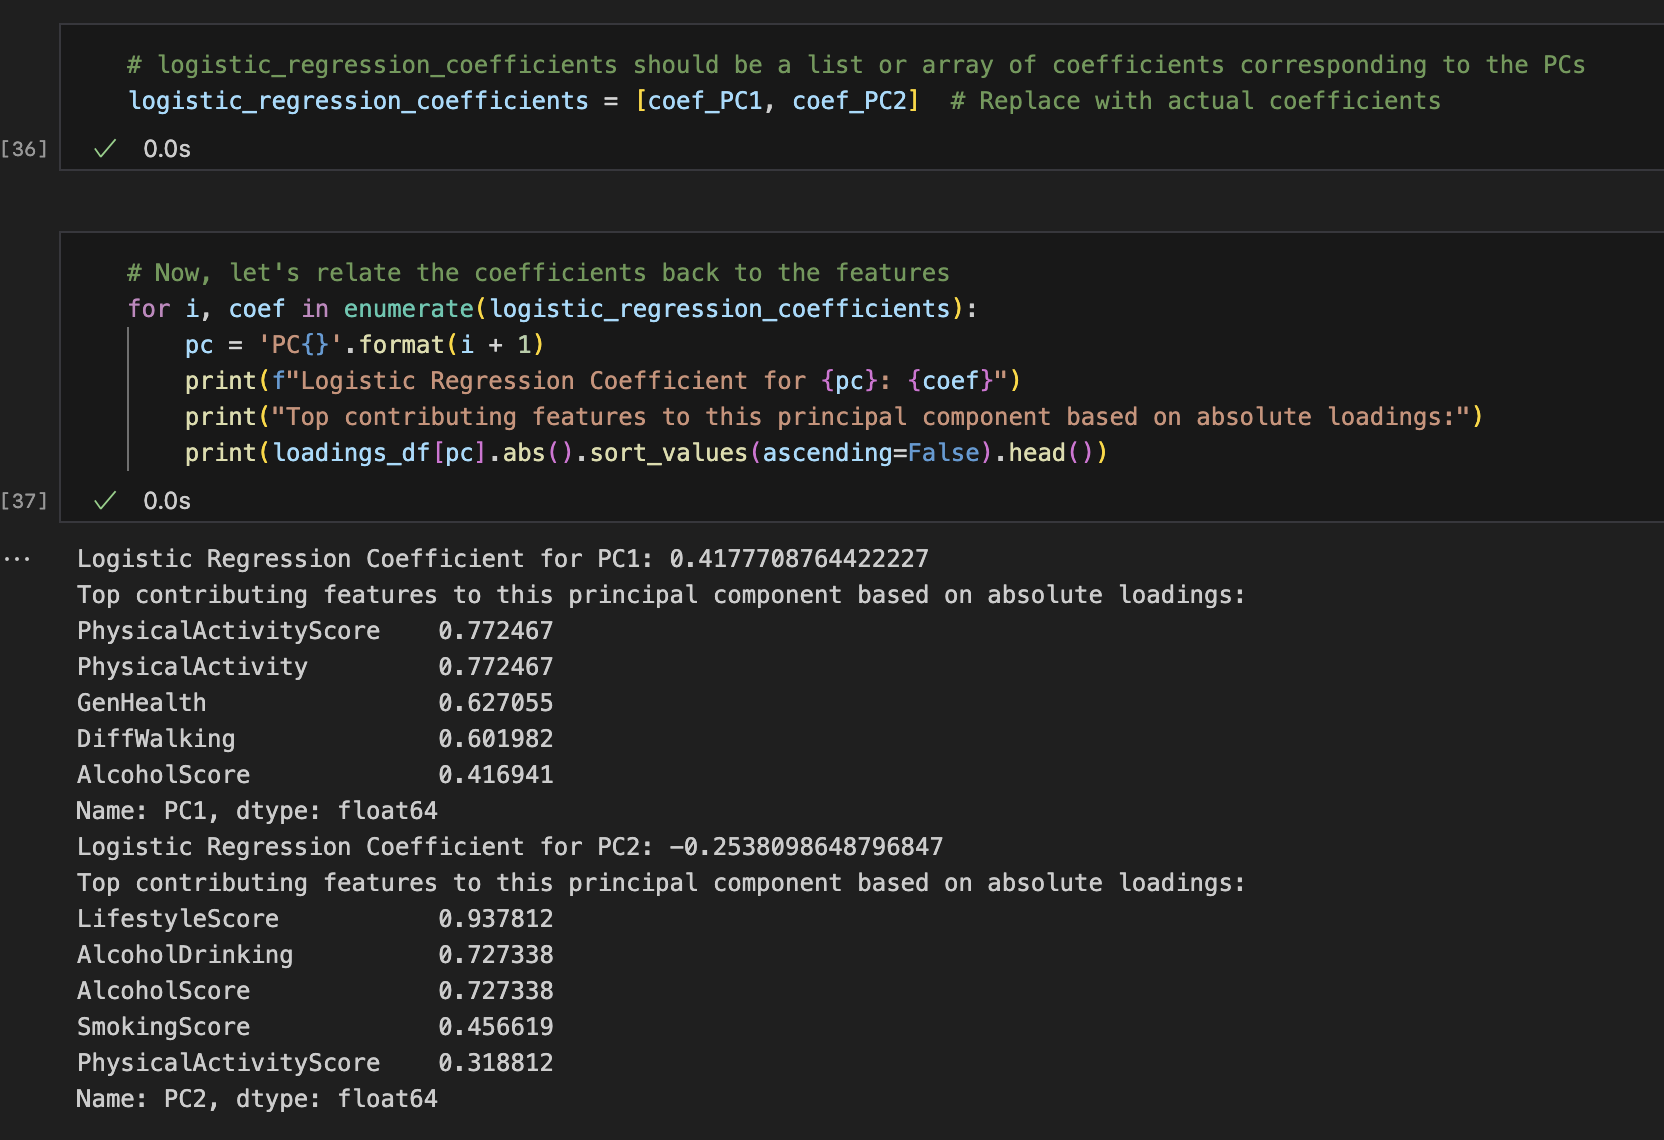 # logistic_regression_coefficients should be a list or array of coefficients corresponding to the PCs
logistic_regression_coefficients = [coef_PC1, coef_PC2]  # Replace with actual coefficients
[36] ✓ 0.0s
# Now, let's relate the coefficients back to the features
for i, coef in enumerate(logistic_regression_coefficients):
    pc = 'PC{}'.format(i + 1)
    print(f"Logistic Regression Coefficient for {pc}: {coef}")
    print("Top contributing features to this principal component based on absolute loadings:")
    print(loadings_df[pc].abs().sort_values(ascending=False).head())
[37] ✓ 0.0s
... Logistic Regression Coefficient for PC1: 0.4177708764422227
Top contributing features to this principal component based on absolute loadings:
PhysicalActivityScore    0.772467
PhysicalActivity         0.772467
GenHealth                0.627055
DiffWalking              0.601982
AlcoholScore             0.416941
Name: PC1, dtype: float64
Logistic Regression Coefficient for PC2: -0.2538098648796847
Top contributing features to this principal component based on absolute loadings:
LifestyleScore           0.937812
AlcoholDrinking          0.727338
AlcoholScore             0.727338
SmokingScore             0.456619
PhysicalActivityScore    0.318812
Name: PC2, dtype: float64